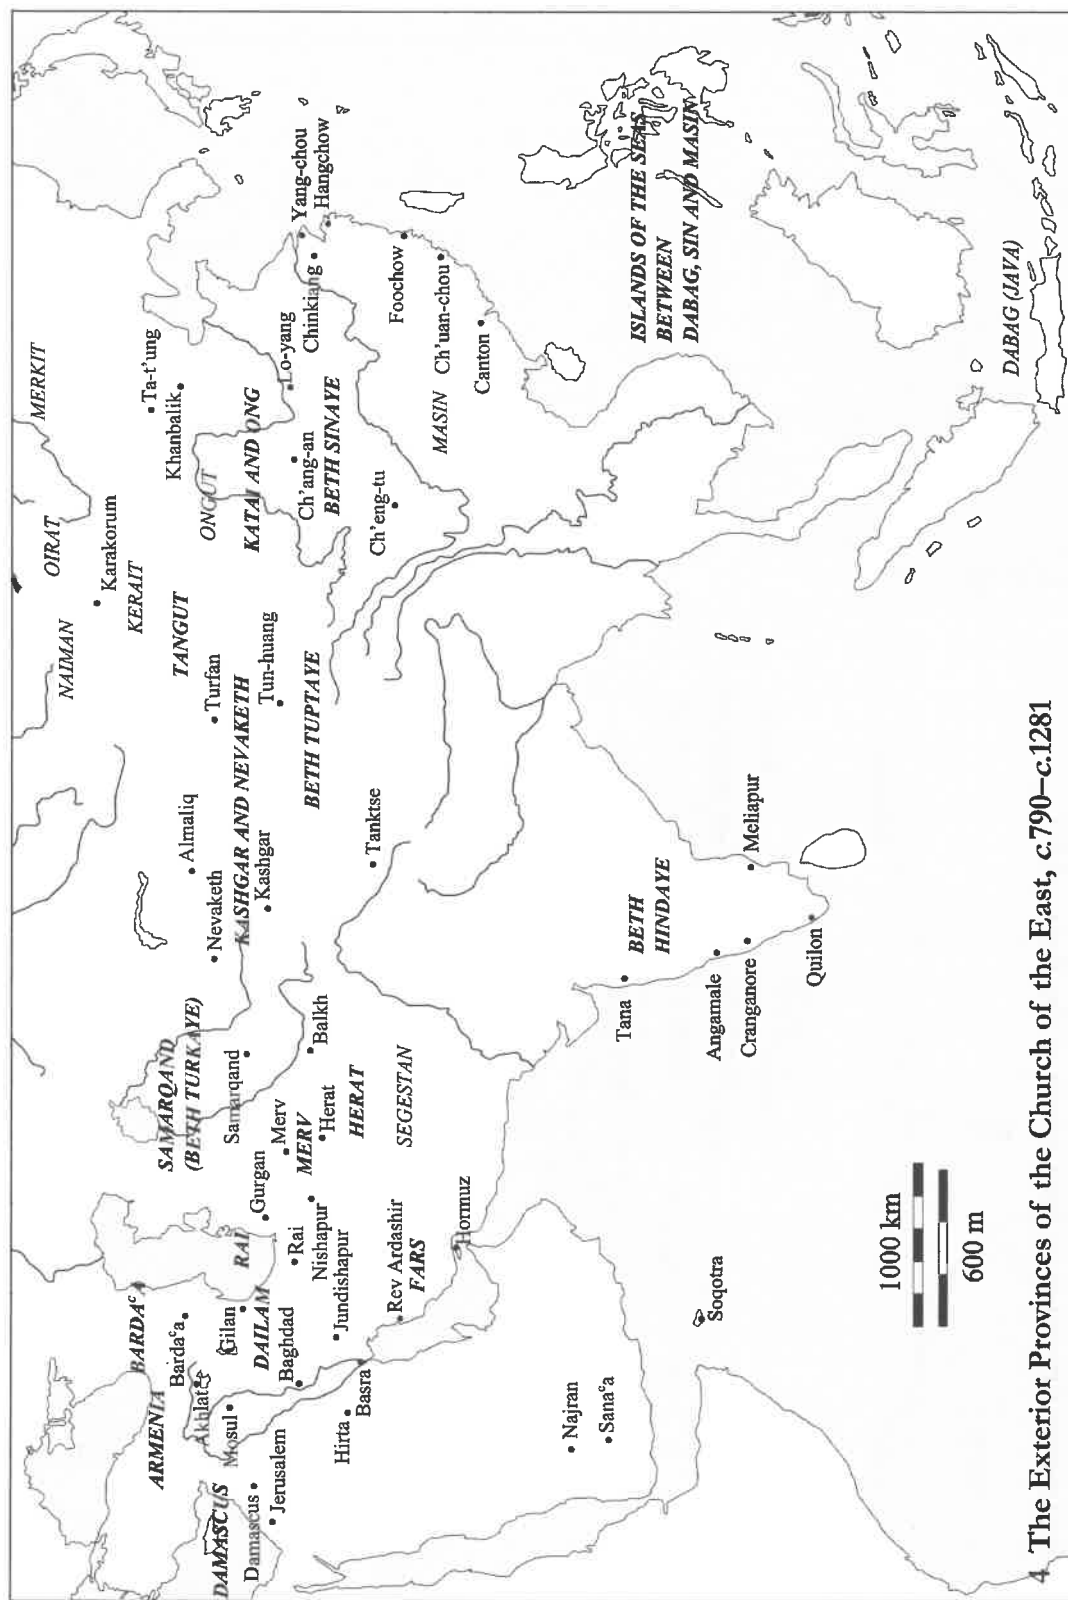 MERKIT
OIRAT
NAIMAN
Karakorum
KERAIT
Ta-t'ung
Khanbalik
ONGUT
KATAI AND ONG
TANGUT
Turfan
Tun-huang
Almaliq
Nevaketh
KASHGAR AND NEVAKETH
Kashgar
BETH TUPTAYE
Tanktse
Lo-yang
Ch'ang-an
BETH SINAYE
Ch'eng-tu
Yang-chou
Hangchow
Chinkiang
Foochow
Ch'uan-chou
MASIN
Canton
ISLANDS OF THE SEAS
BETWEEN
DABAG, SIN AND MASIN
DABAG (JAVA)
SAMARQAND
(BETH TURKAYE)
Samarqand
Balkh
Merv
MERV
Herat
HERAT
SEGESTAN
Gurgan
RAI
Rai
Nishapur
Jundishapur
Rev Ardashir
FARS
Hormuz
BARDAᶜA
Bardaᶜa
ARMENIA
Akhlat
Gilan
DAILAM
Baghdad
Mosul
DAMASCUS
Damascus
Jerusalem
Hirta
Basra
Najran
Sanaᶜa
Soqotra
Tana
BETH
HINDAYE
Angamale
Cranganore
Meliapur
Quilon
1000 km
600 m
4 The Exterior Provinces of the Church of the East, c.790–c.1281